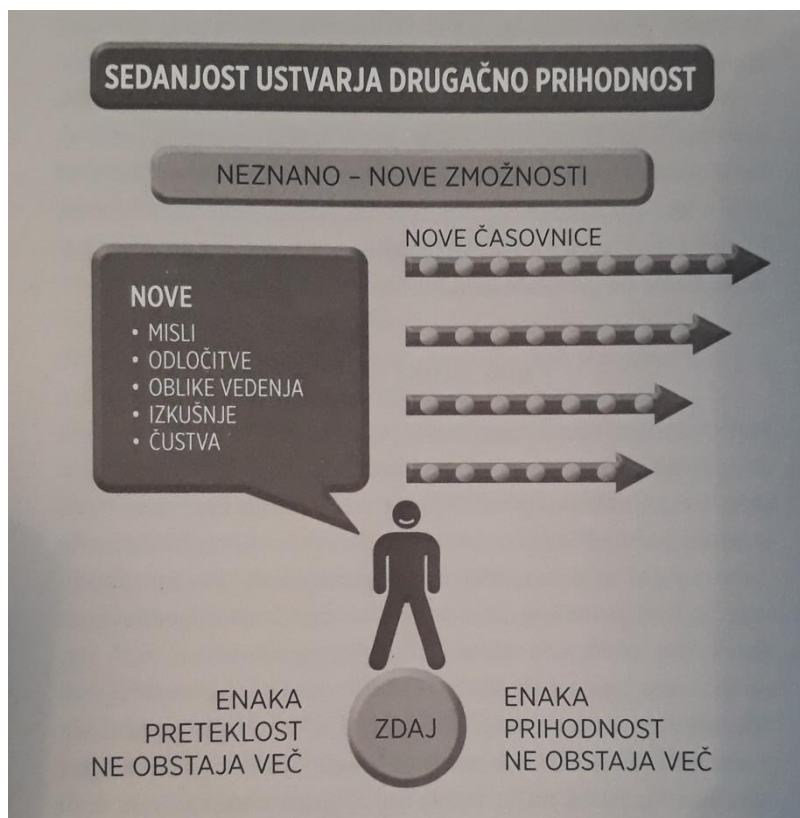 SEDANJOST USTVARJA DRUGAČNO PRIHODNOST
NEZNANO – NOVE ZMOŽNOSTI
NOVE ČASOVNICE
NOVE
• MISLI
• ODLOČITVE
• OBLIKE VEDENJA
• IZKUŠNJE
• ČUSTVA
ENAKA
PRETEKLOST
NE OBSTAJA VEČ
ZDAJ
ENAKA
PRIHODNOST
NE OBSTAJA VEČ